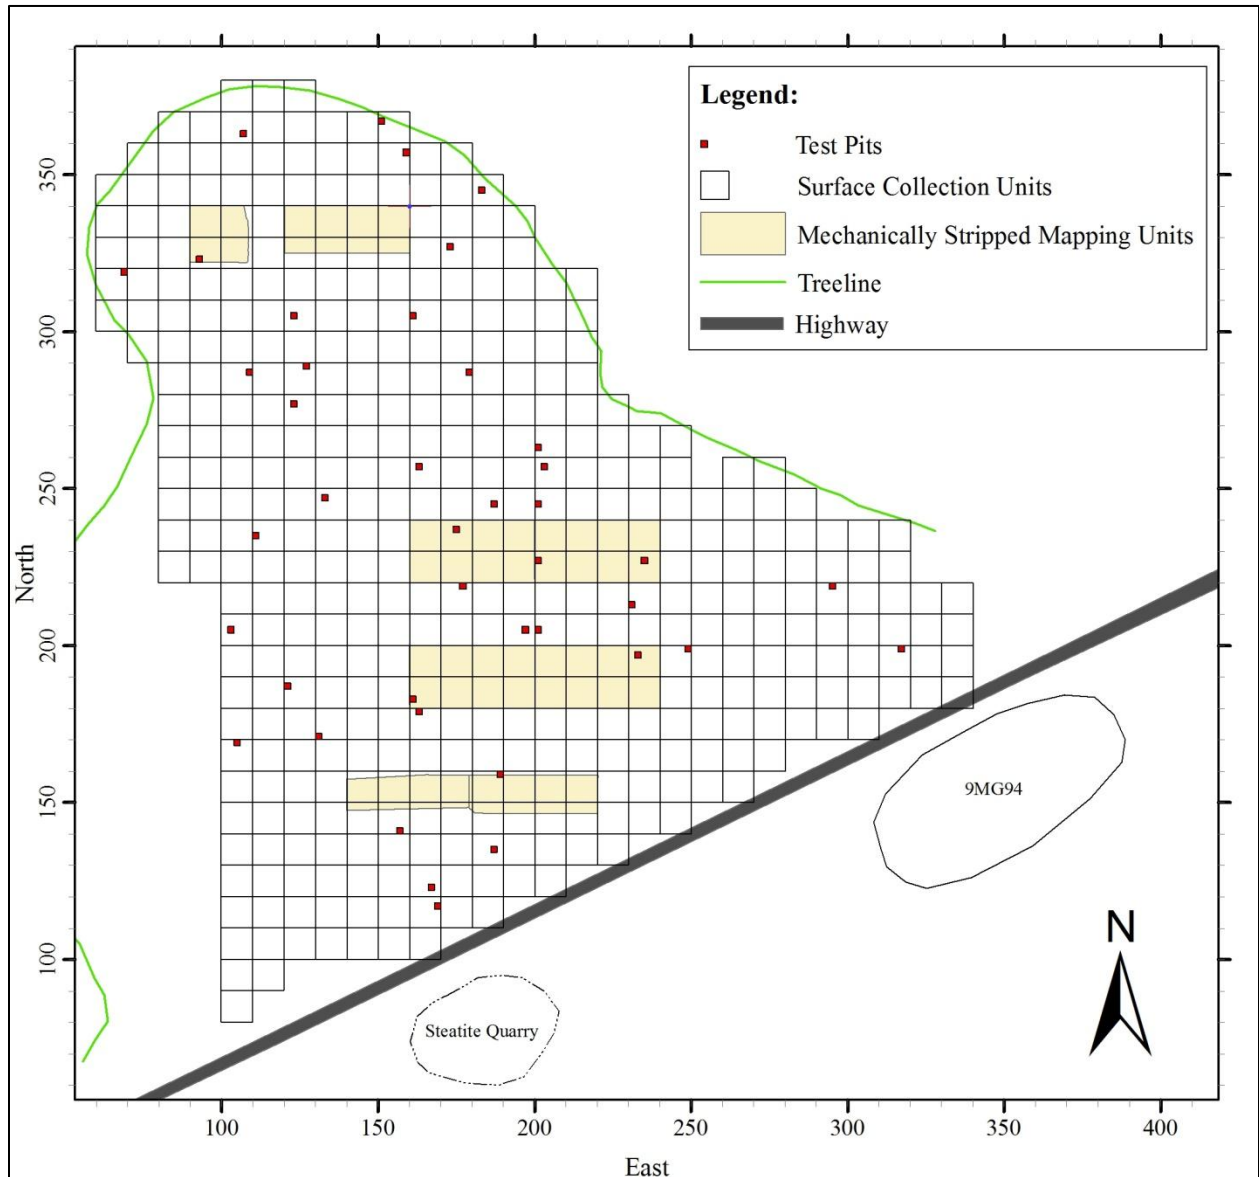 Legend:
Test Pits
Surface Collection Units
Mechanically Stripped Mapping Units
Treeline
Highway
350
300
250
200
150
100
North
9MG94
N
Steatite Quarry
100 150 200 250 300 350 400
East